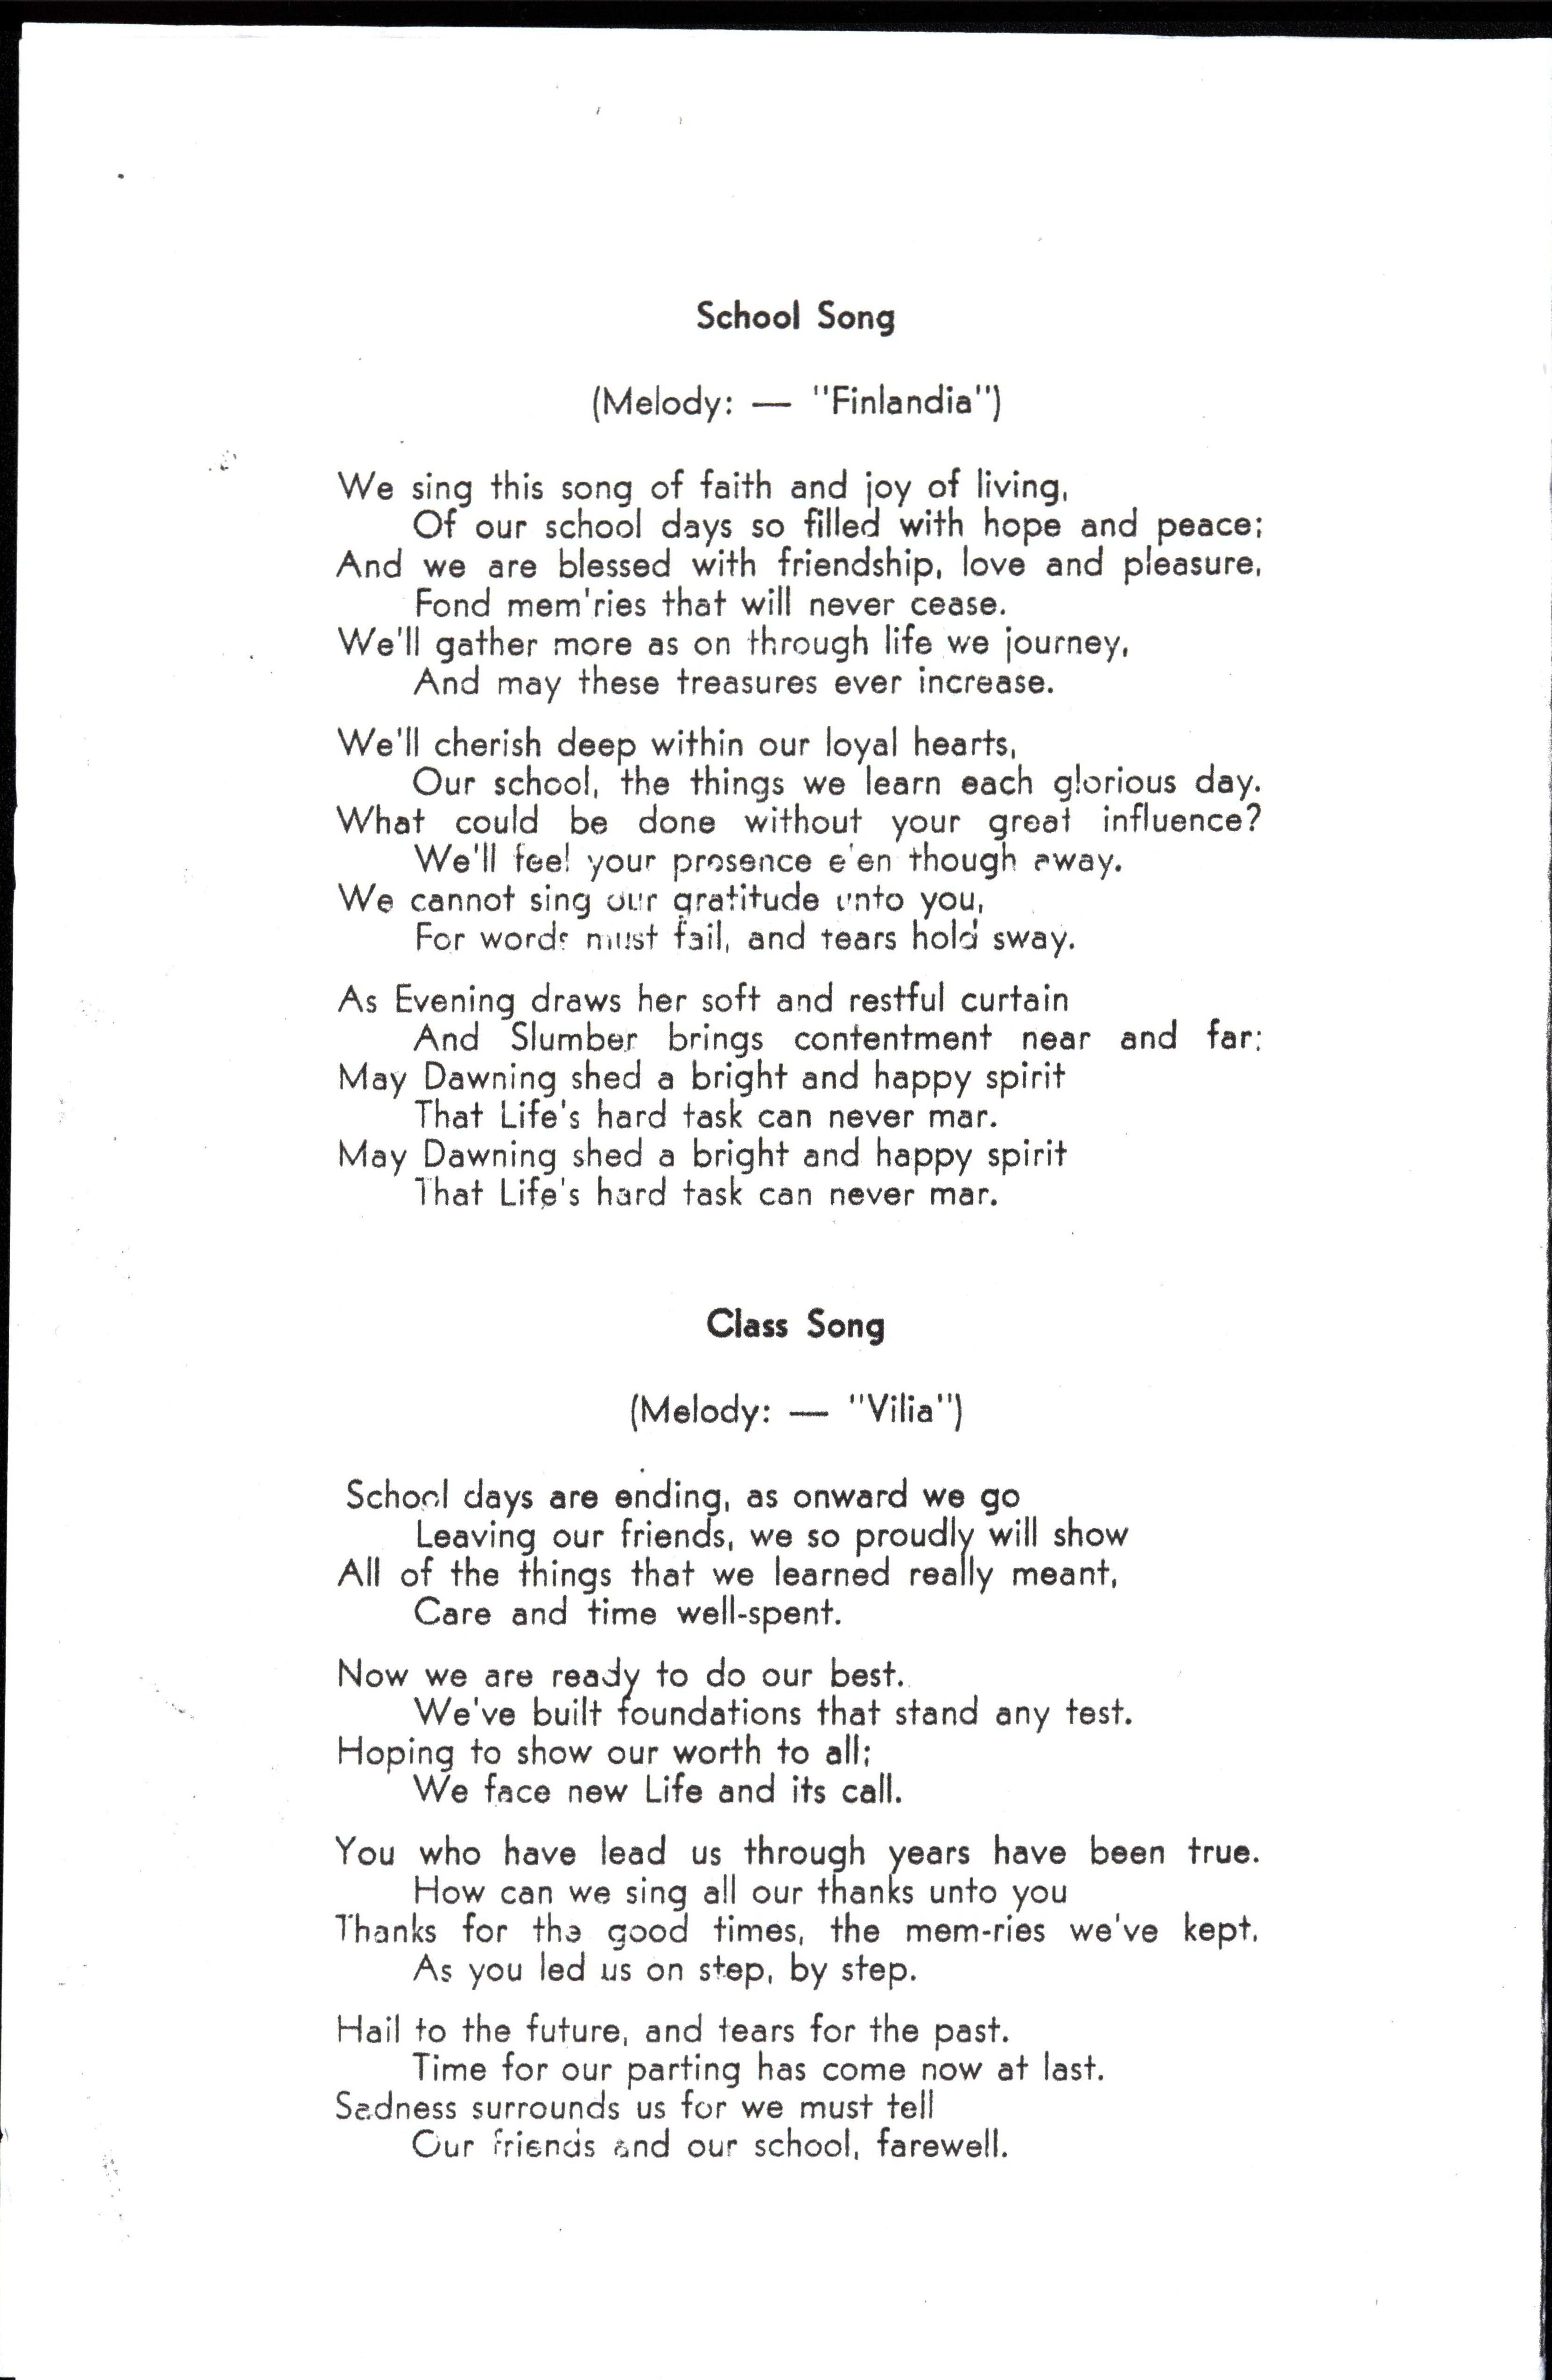 School Song
(Melody: — "Finlandia")
We sing this song of faith and joy of living,
Of our school days so filled with hope and peace;
And we are blessed with friendship, love and pleasure,
Fond mem'ries that will never cease.
We'll gather more as on through life we journey,
And may these treasures ever increase.
We'll cherish deep within our loyal hearts,
Our school, the things we learn each glorious day.
What could be done without your great influence?
We'll feel your presence e'en though away.
We cannot sing our gratitude unto you,
For words must fail, and tears hold sway.
As Evening draws her soft and restful curtain
And Slumber brings contentment near and far;
May Dawning shed a bright and happy spirit
That Life's hard task can never mar.
May Dawning shed a bright and happy spirit
That Life's hard task can never mar.
Class Song
(Melody: — "Vilia")
School days are ending, as onward we go
Leaving our friends, we so proudly will show
All of the things that we learned really meant,
Care and time well-spent.
Now we are ready to do our best.
We've built foundations that stand any test.
Hoping to show our worth to all;
We face new Life and its call.
You who have lead us through years have been true.
How can we sing all our thanks unto you
Thanks for the good times, the mem-ries we've kept,
As you led us on step, by step.
Hail to the future, and tears for the past.
Time for our parting has come now at last.
Sadness surrounds us for we must tell
Our friends and our school, farewell.